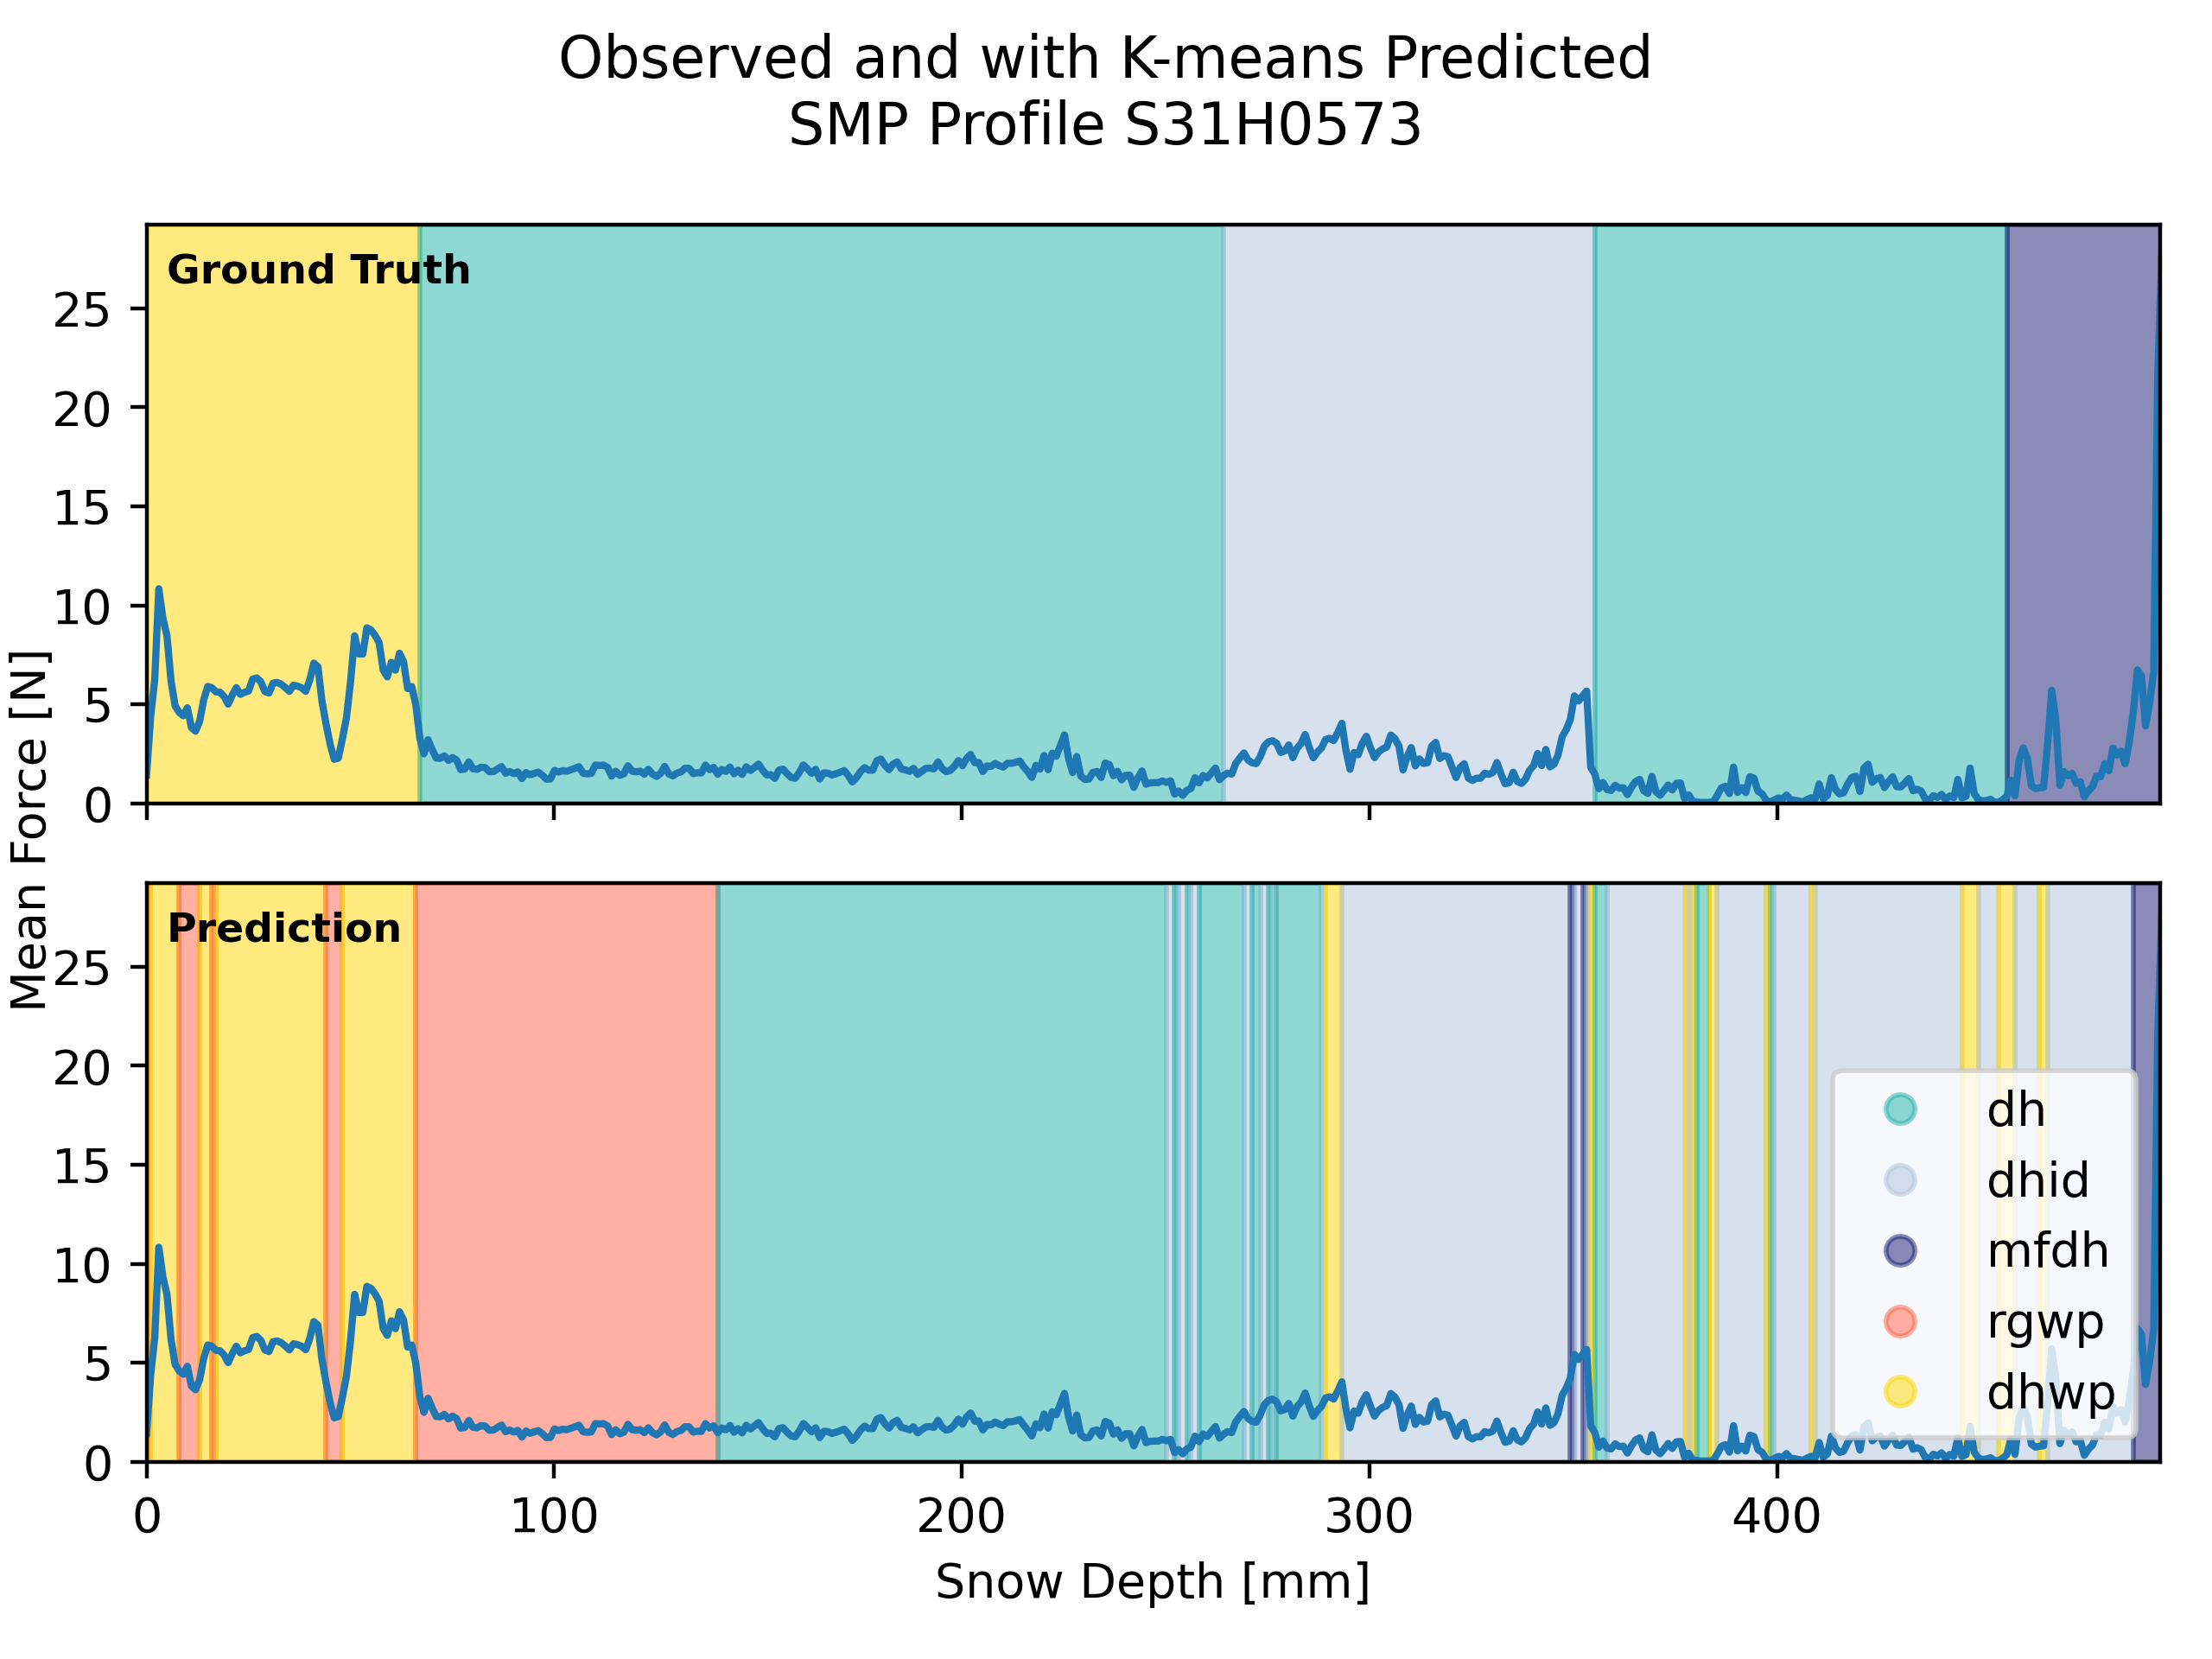 Observed and with K-means Predicted
SMP Profile S31H0573
Ground Truth
25
20
15
10
5
0
Mean Force [N]
Prediction
25
20
15
10
5
0
dh
dhid
mfdh
rgwp
dhwp
0 100 200 300 400
Snow Depth [mm]